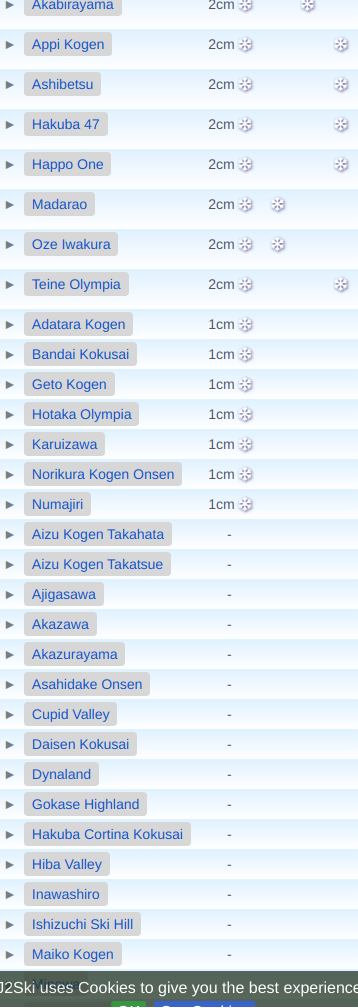 Akabirayama 2cm
Appi Kogen 2cm
Ashibetsu 2cm
Hakuba 47 2cm
Happo One 2cm
Madarao 2cm
Oze Iwakura 2cm
Teine Olympia 2cm
Adatara Kogen 1cm
Bandai Kokusai 1cm
Geto Kogen 1cm
Hotaka Olympia 1cm
Karuizawa 1cm
Norikura Kogen Onsen 1cm
Numajiri 1cm
Aizu Kogen Takahata -
Aizu Kogen Takatsue -
Ajigasawa -
Akazawa -
Akazurayama -
Asahidake Onsen -
Cupid Valley -
Daisen Kokusai -
Dynaland -
Gokase Highland -
Hakuba Cortina Kokusai -
Hiba Valley -
Inawashiro -
Ishizuchi Ski Hill -
Maiko Kogen -
J2Ski uses Cookies to give you the best experience